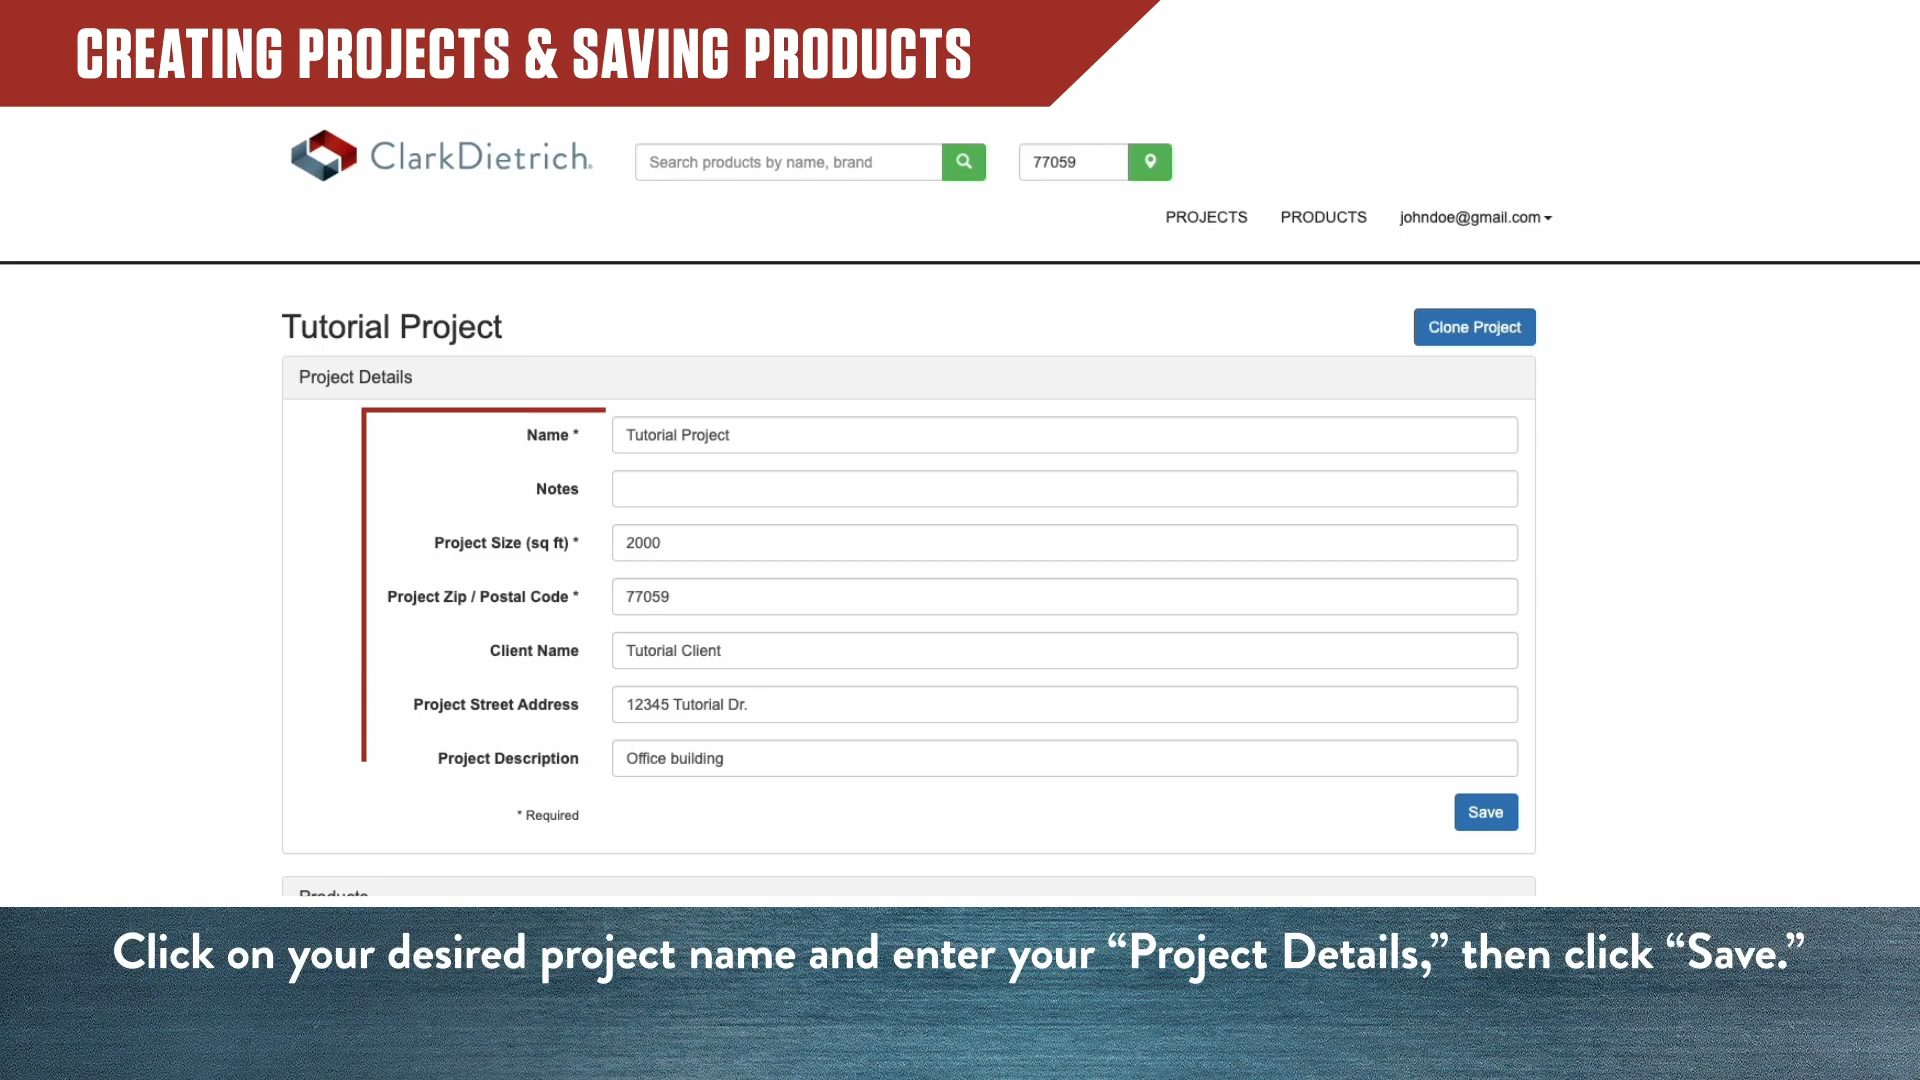 CREATING PROJECTS & SAVING PRODUCTS
ClarkDietrich®
Search products by name, brand
77059
PROJECTS PRODUCTS johndoe@gmail.com
Tutorial Project
Clone Project
Project Details
Name * Tutorial Project
Notes
Project Size (sq ft) * 2000
Project Zip / Postal Code * 77059
Client Name Tutorial Client
Project Street Address 12345 Tutorial Dr.
Project Description Office building
* Required
Save
Products
Click on your desired project name and enter your “Project Details,” then click “Save.”